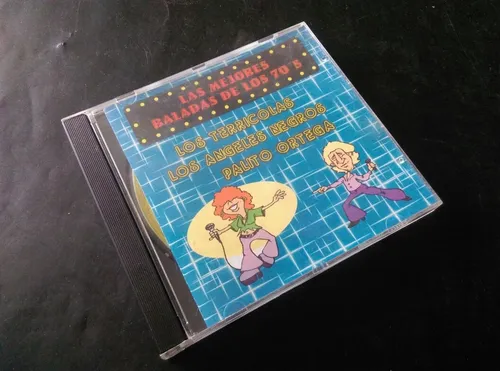 LAS MEJORES
BALADAS DE LOS 70'S
LOS TERRICOLAS
LOS ANGELES NEGROS
PALITO ORTEGA